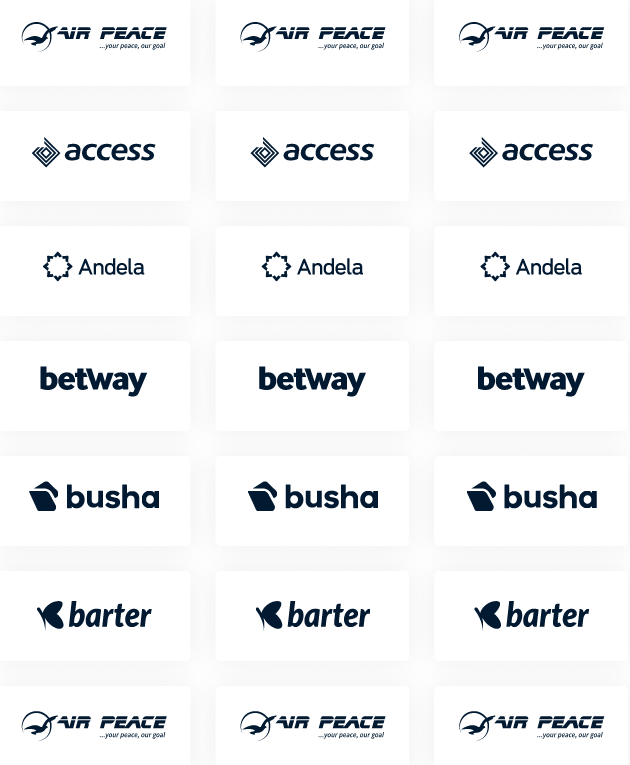 AIR PEACE AIR PEACE AIR PEACE
...your peace, our goal ...your peace, our goal ...your peace, our goal
access access access
Andela Andela Andela
betway betway betway
busha busha busha
barter barter barter
AIR PEACE AIR PEACE AIR PEACE
...your peace, our goal ...your peace, our goal ...your peace, our goal